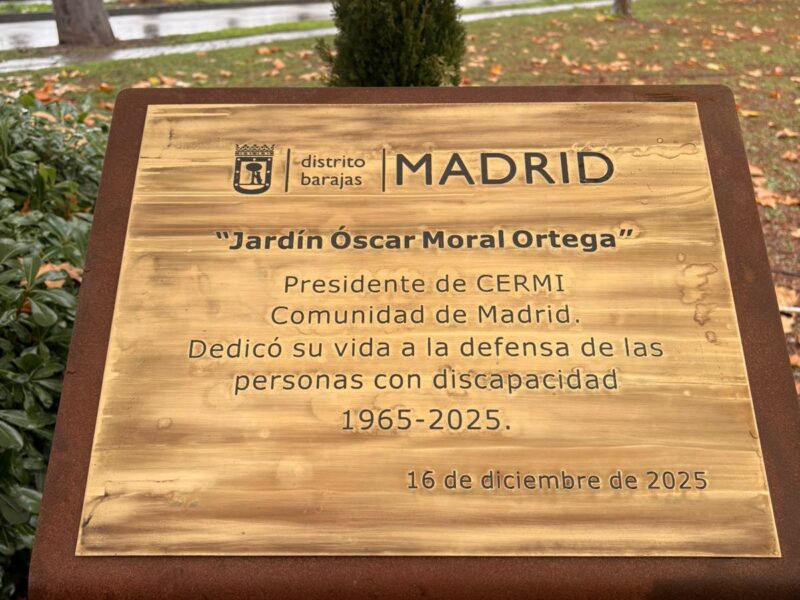 distrito
barajas
MADRID
“Jardín Óscar Moral Ortega”
Presidente de CERMI
Comunidad de Madrid.
Dedicó su vida a la defensa de las
personas con discapacidad
1965-2025.
16 de diciembre de 2025